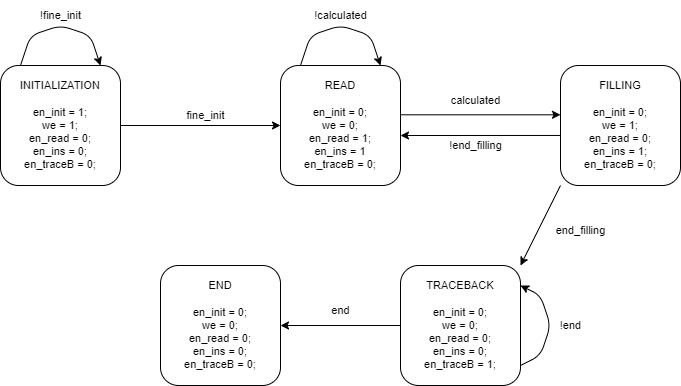 !fine_init
!calculated
INITIALIZATION
en_init = 1;
we = 1;
en_read = 0;
en_ins = 0;
en_traceB = 0;
fine_init
READ
en_init = 0;
we = 0;
en_read = 1;
en_ins = 1
en_traceB = 0;
calculated
!end_filling
FILLING
en_init = 0;
we = 1;
en_read = 0;
en_ins = 1;
en_traceB = 0;
end_filling
END
en_init = 0;
we = 0;
en_read = 0;
en_ins = 0;
en_traceB = 0;
end
TRACEBACK
en_init = 0;
we = 0;
en_read = 0;
en_ins = 0;
en_traceB = 1;
!end